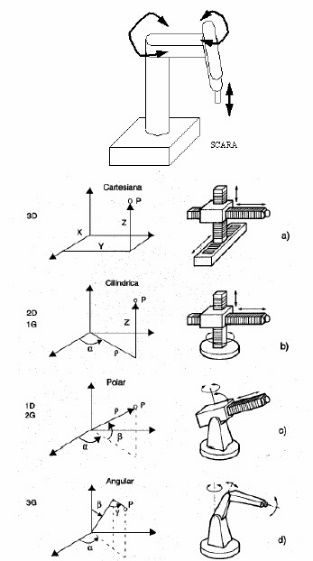 SCARA
Cartesiana
3D
P
Z
X
Y
a)
Cilíndrica
2D
1G
P
Z
α
ρ
b)
Polar
1D
2G
ρ
P
β
α
c)
Angular
3G
β
γ
P
α
d)